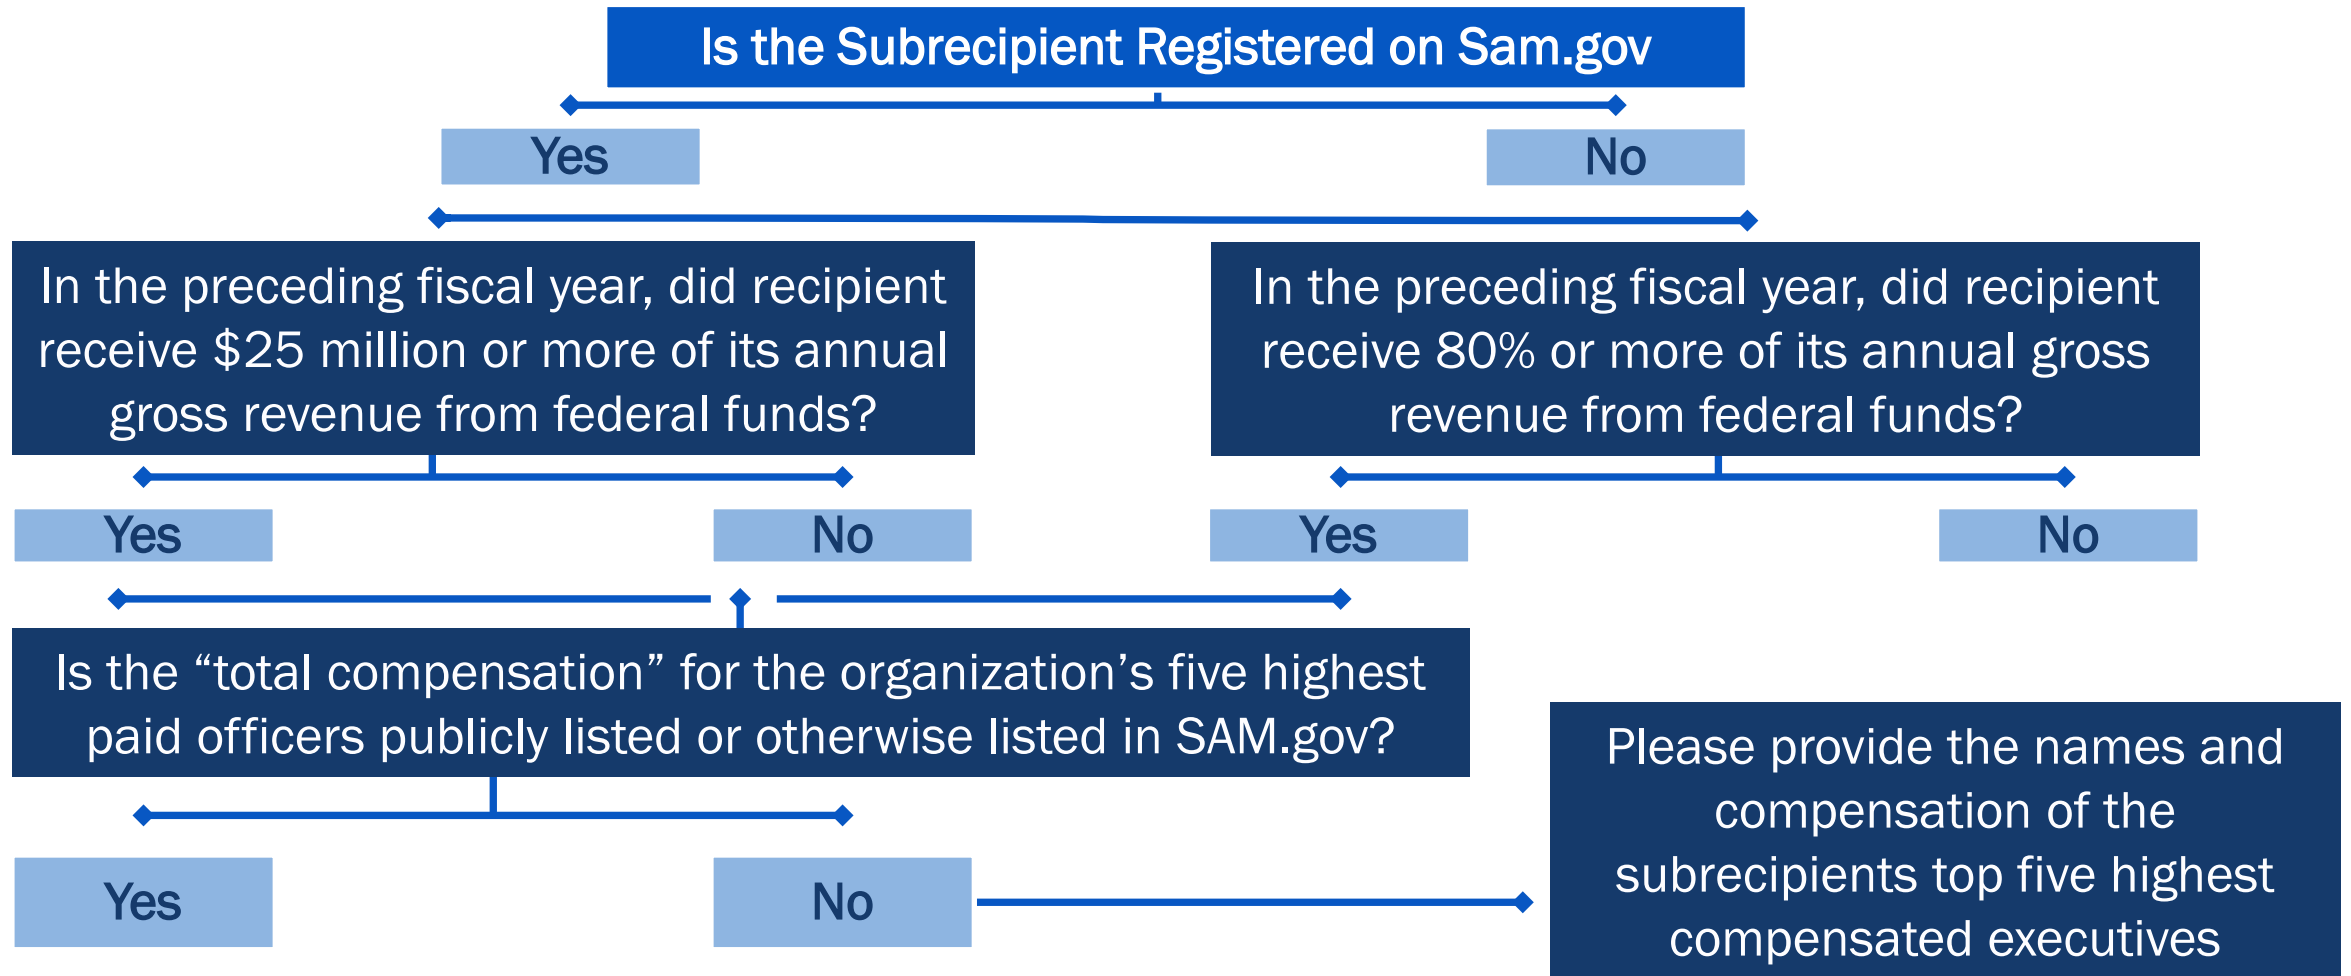 Is the Subrecipient Registered on Sam.gov
Yes
No
In the preceding fiscal year, did recipient
receive $25 million or more of its annual
gross revenue from federal funds?
In the preceding fiscal year, did recipient
receive 80% or more of its annual gross
revenue from federal funds?
Yes
No
Yes
No
Is the “total compensation” for the organization’s five highest
paid officers publicly listed or otherwise listed in SAM.gov?
Yes
No
Please provide the names and
compensation of the
subrecipients top five highest
compensated executives